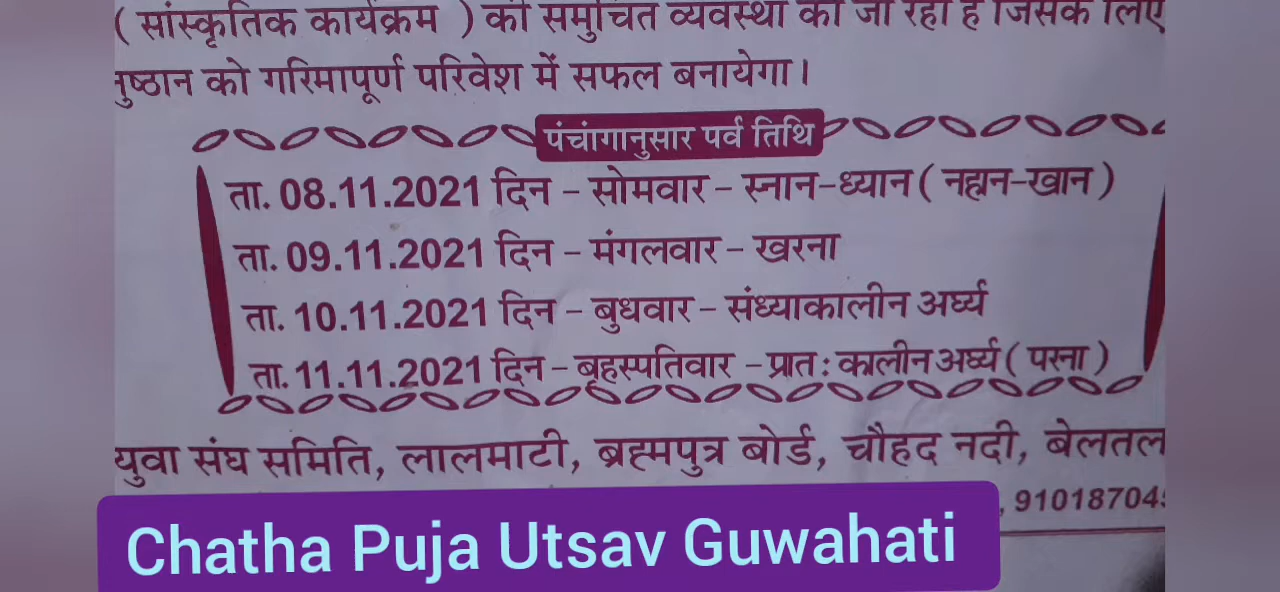 ( सांस्कृतिक कार्यक्रम ) की समुचित व्यवस्था की जा रही है जिसके लिए
नुष्ठान को गरिमापूर्ण परिवेश में सफल बनायेगा।
पंचांगानुसार पर्व तिथि
ता. 08.11.2021 दिन – सोमवार – स्नान-ध्यान ( नहान-खान )
ता. 09.11.2021 दिन – मंगलवार – खरना
ता. 10.11.2021 दिन – बुधवार – संध्याकालीन अर्घ्य
ता. 11.11.2021 दिन – बृहस्पतिवार – प्रात: कालीन अर्घ्य ( परना )
युवा संघ समिति, लालमाटी, ब्रह्मपुत्र बोर्ड, चौहद नदी, बेलतल
, 910187045
Chatha Puja Utsav Guwahati